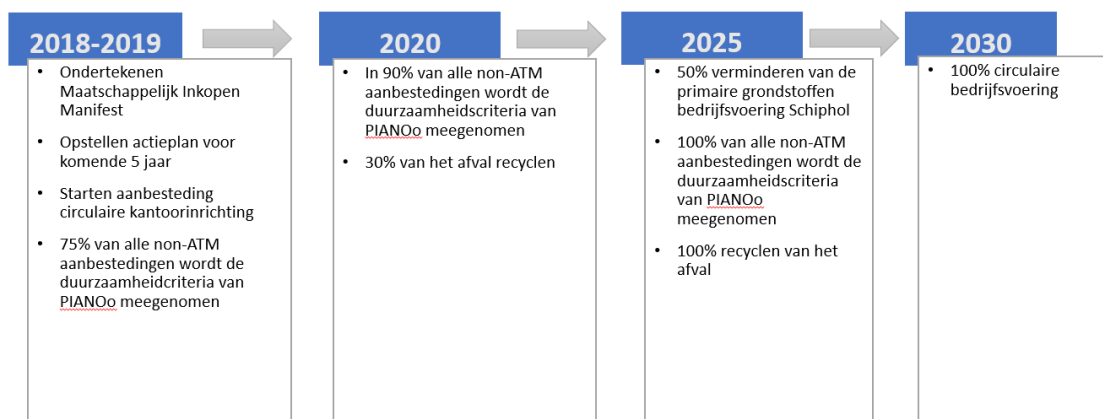 2018-2019
• Ondertekenen
Maatschappelijk Inkopen
Manifest
• Opstellen actieplan voor
komende 5 jaar
• Starten aanbesteding
circulaire kantoorinrichting
• 75% van alle non-ATM
aanbestedingen wordt de
duurzaamheidcriteria van
PIANOo meegenomen
2020
• In 90% van alle non-ATM
aanbestedingen wordt de
duurzaamheidscriteria van
PIANOo meegenomen
• 30% van het afval recyclen
2025
• 50% verminderen van de
primaire grondstoffen
bedrijfsvoering Schiphol
• 100% van alle non-ATM
aanbestedingen wordt de
duurzaamheidscriteria
van PIANOo
meegenomen
• 100% recyclen van het
afval
2030
• 100% circulaire
bedrijfsvoering